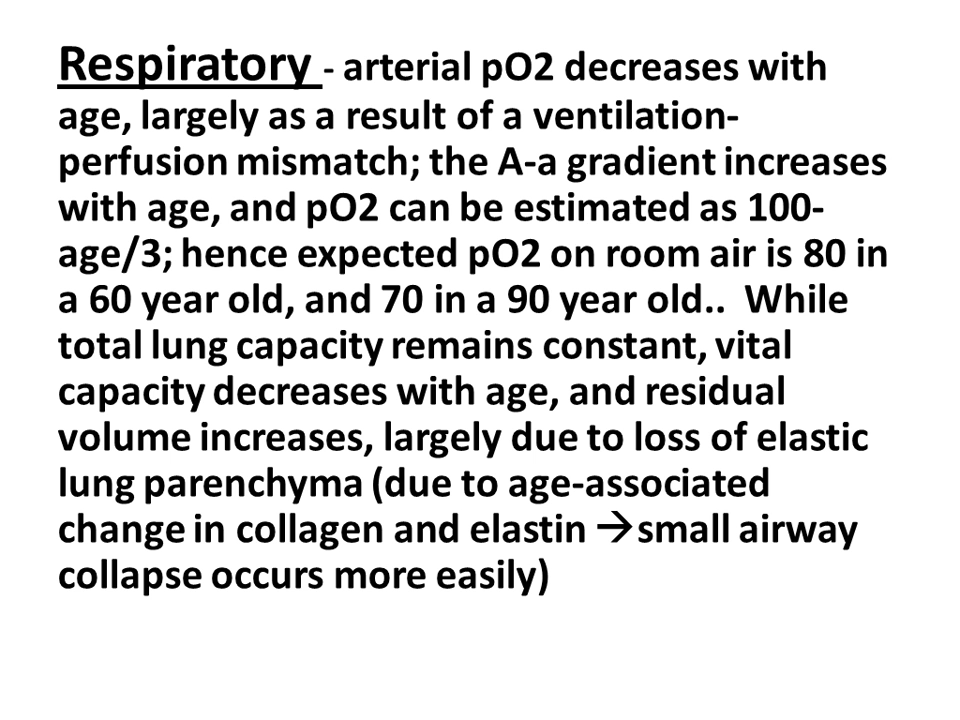 Respiratory - arterial pO2 decreases with
age, largely as a result of a ventilation-
perfusion mismatch; the A-a gradient increases
with age, and pO2 can be estimated as 100-
age/3; hence expected pO2 on room air is 80 in
a 60 year old, and 70 in a 90 year old.. While
total lung capacity remains constant, vital
capacity decreases with age, and residual
volume increases, largely due to loss of elastic
lung parenchyma (due to age-associated
change in collagen and elastin →small airway
collapse occurs more easily)